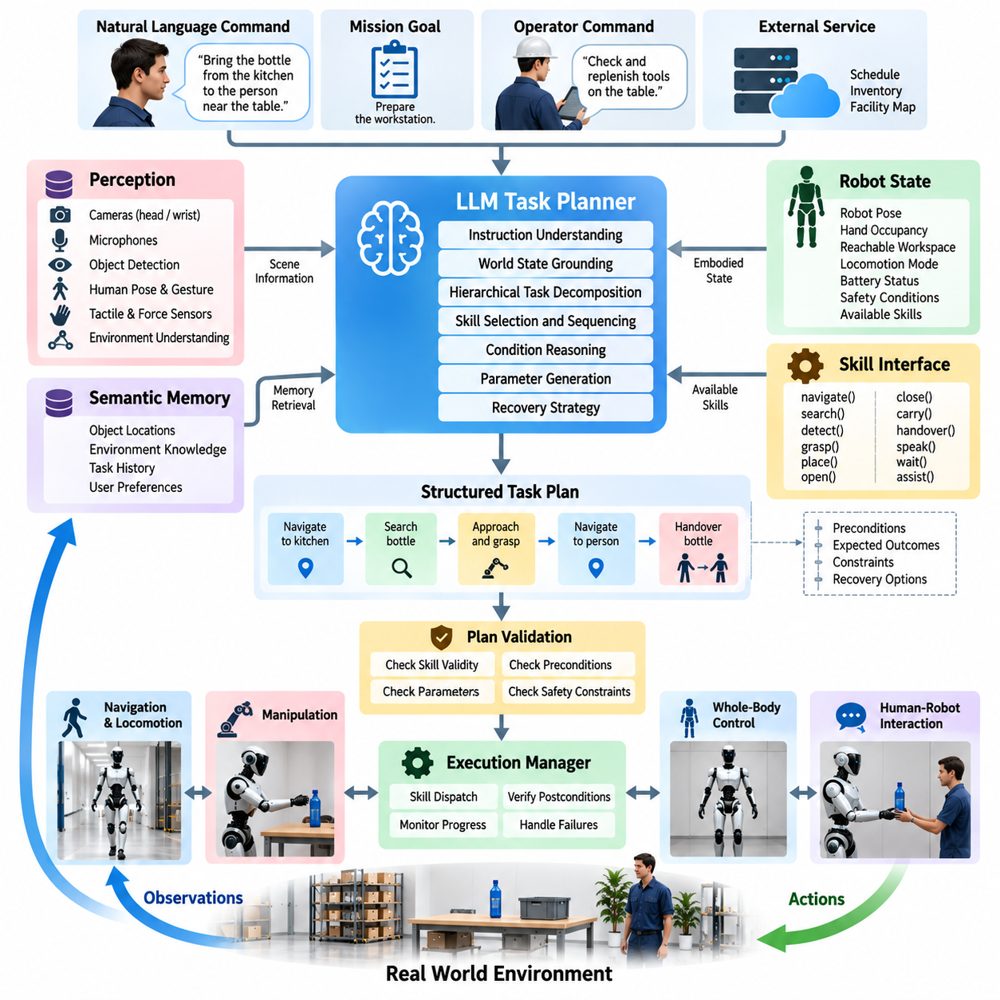 Natural Language Command
“Bring the bottle
from the kitchen
to the person
near the table.”
Mission Goal
Prepare
the workstation.
Operator Command
“Check and
replenish tools
on the table.”
External Service
Schedule
Inventory
Facility Map
Perception
Cameras (head / wrist)
Microphones
Object Detection
Human Pose & Gesture
Tactile & Force Sensors
Environment Understanding
Scene
Information
Semantic Memory
Object Locations
Environment Knowledge
Task History
User Preferences
Memory
Retrieval
LLM Task Planner
Instruction Understanding
World State Grounding
Hierarchical Task Decomposition
Skill Selection and Sequencing
Condition Reasoning
Parameter Generation
Recovery Strategy
Embodied
State
Available
Skills
Robot State
Robot Pose
Hand Occupancy
Reachable Workspace
Locomotion Mode
Battery Status
Safety Conditions
Available Skills
Skill Interface
navigate()
search()
detect()
grasp()
place()
open()
close()
carry()
handover()
speak()
wait()
assist()
Structured Task Plan
Navigate
to kitchen
Search
bottle
Approach
and grasp
Navigate
to person
Handover
bottle
Preconditions
Expected Outcomes
Constraints
Recovery Options
Plan Validation
Check Skill Validity
Check Preconditions
Check Parameters
Check Safety Constraints
Navigation
& Locomotion
Manipulation
Execution Manager
Skill Dispatch
Verify Postconditions
Monitor Progress
Handle Failures
Whole-Body
Control
Human-Robot
Interaction
Observations
Actions
Real World Environment